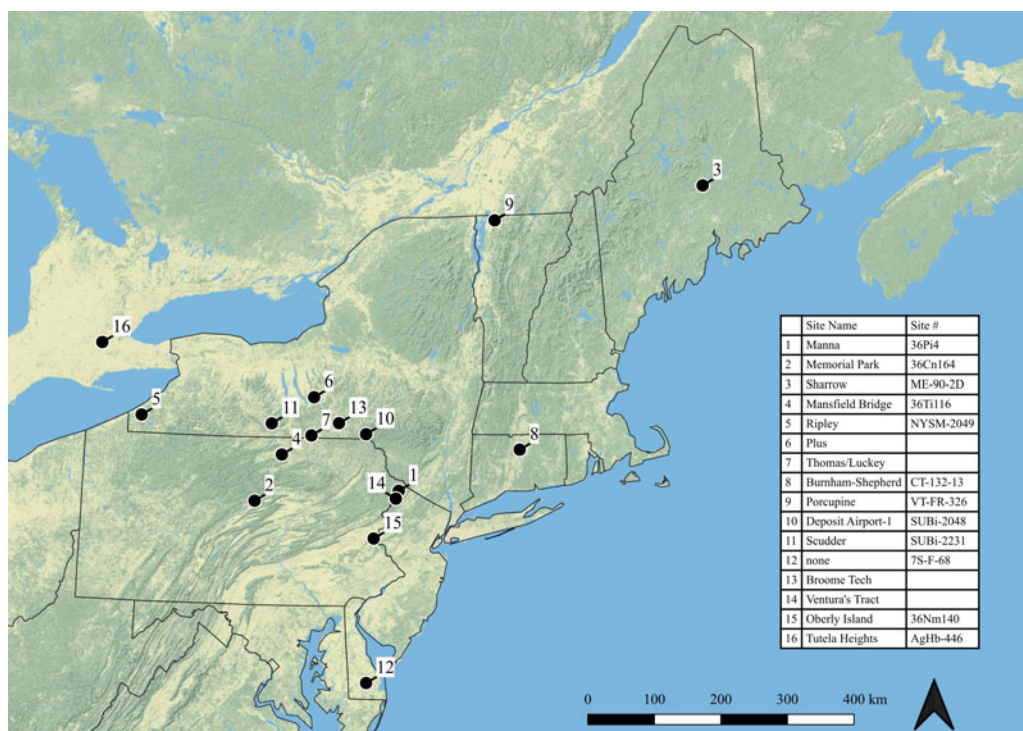 3
9
16
6
5
11
13
7
10
4
8
2
1
14
15
12
Site Name Site #
1 Manna 36Pi4
2 Memorial Park 36Cn164
3 Sharrow ME-90-2D
4 Mansfield Bridge 36Ti116
5 Ripley NYSM-2049
6 Plus
7 Thomas/Luckey
8 Burnham-Shepherd CT-132-13
9 Porcupine VT-FR-326
10 Deposit Airport-1 SUBi-2048
11 Scudder SUBi-2231
12 none 7S-F-68
13 Broome Tech
14 Ventura's Tract
15 Oberly Island 36Nm140
16 Tutela Heights AgHb-446
0 100 200 300 400 km